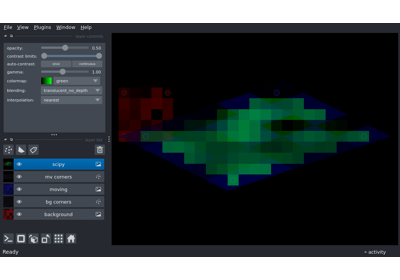 File View Plugins Window Help
opacity: 0.50
contrast limits:
auto-contrast: once continuous
gamma: 1.00
colormap: green
blending: translucent_no_depth
interpolation: nearest
scipy
mv corners
moving
bg corners
background
Ready
activity